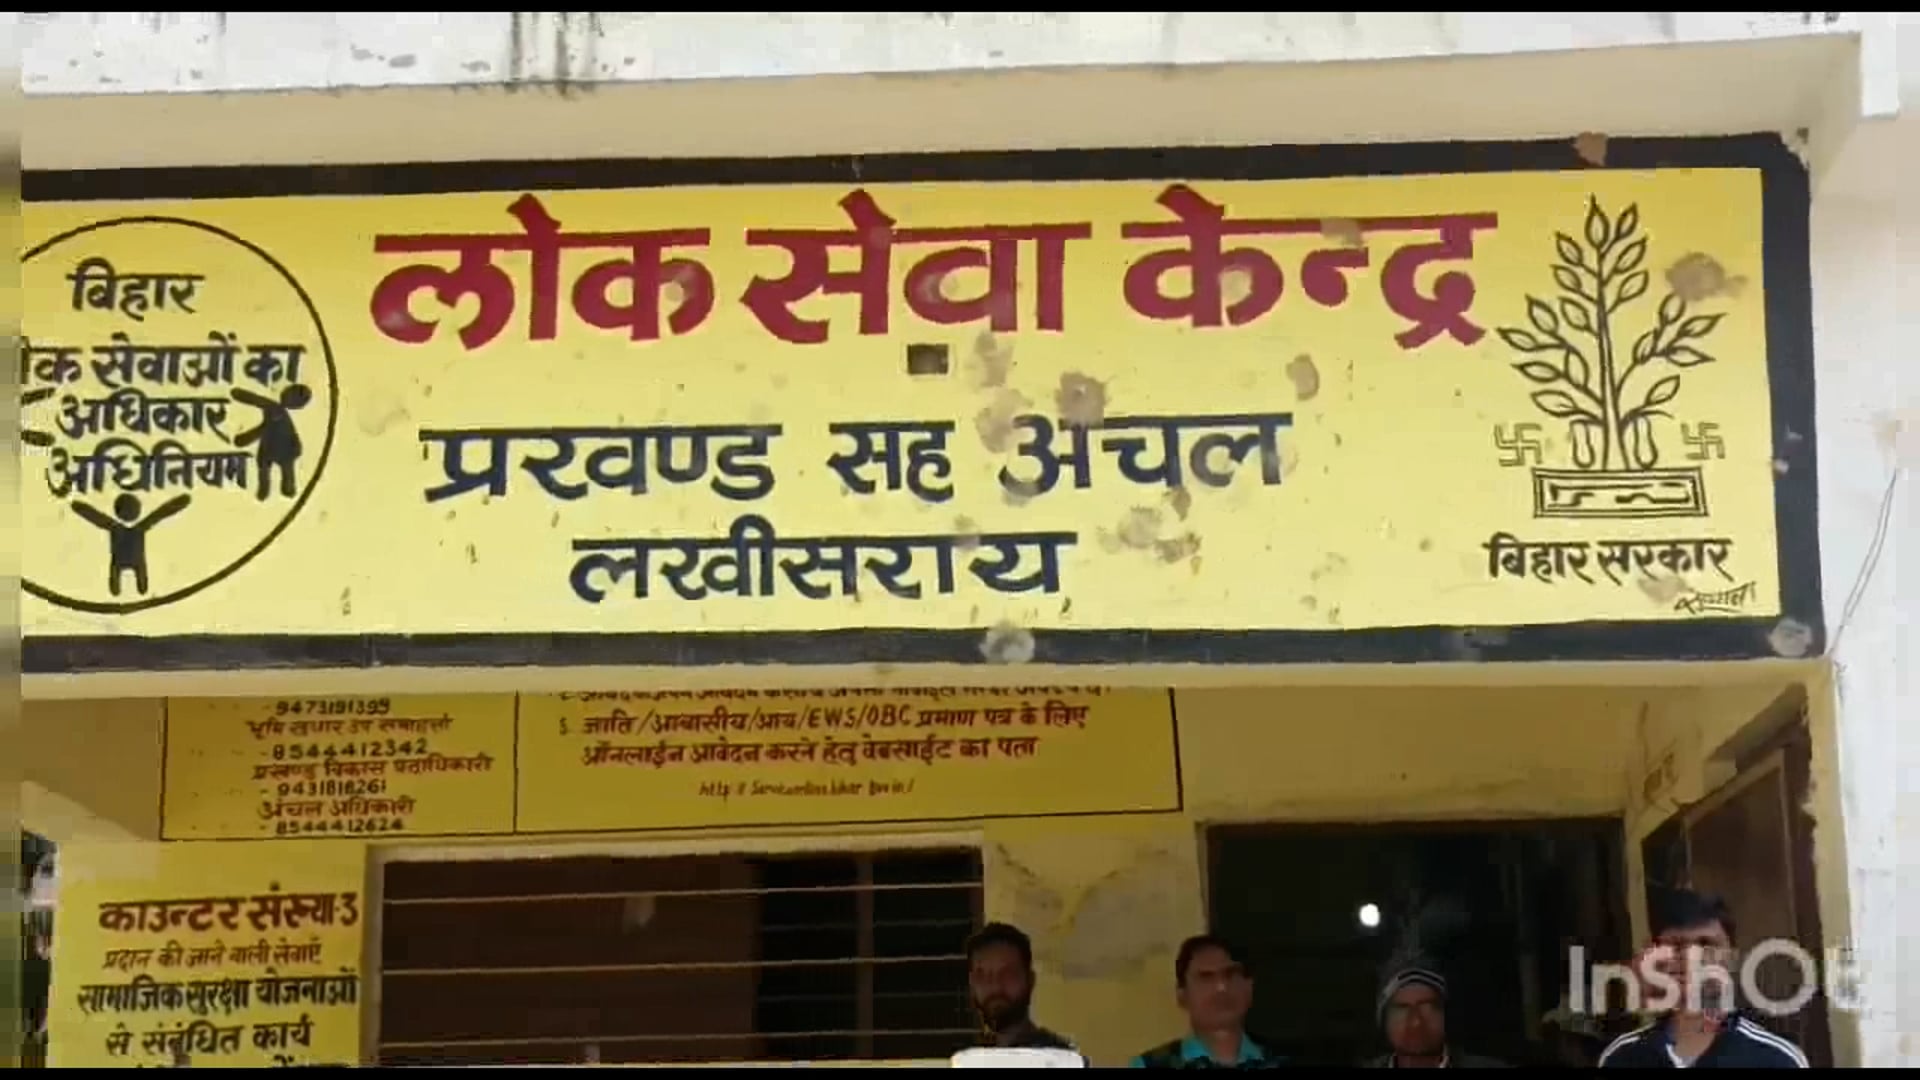 बिहार
लोक सेवाओं का
अधिकार
अधिनियम
लोक सेवा केन्द्र
प्रखण्ड सह अंचल
लखीसराय
बिहार सरकार
- 9473191399
भूमि सुधार उप समाहर्ता
- 8544412342
प्रखण्ड विकास पदाधिकारी
- 9431818261
अंचल अधिकारी
- 8544412624
5. जाति/आवासीय/आय/EWS/OBC प्रमाण पत्र के लिए
ऑनलाईन आवेदन करने हेतु वेबसाईट का पता
काउन्टर संख्या-3
प्रदान की जाने वाली सेवाएँ
सामाजिक सुरक्षा योजनाओं
से संबंधित कार्य
InShOt